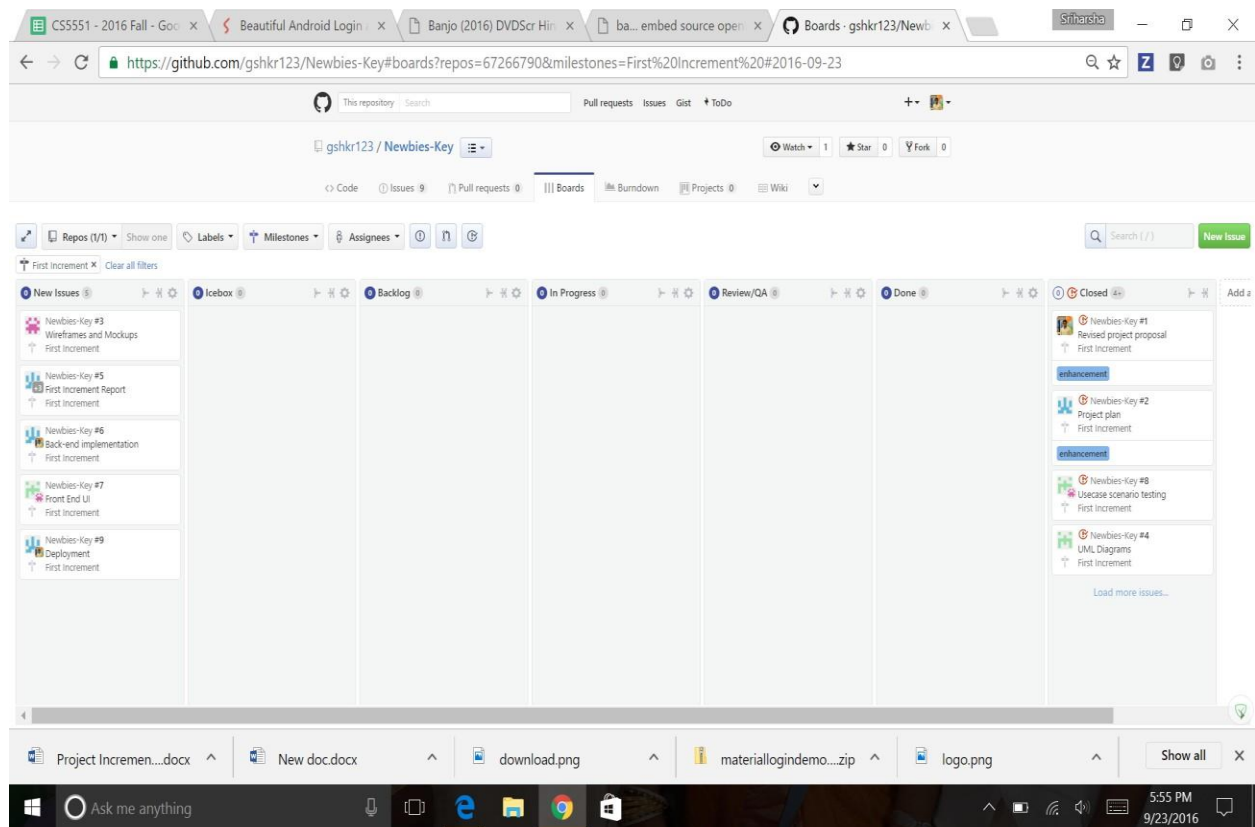 CS5551 - 2016 Fall - Goo
Beautiful Android Login
Banjo (2016) DVDScr Hin
ba... embed source open
Boards · gshkr123/Newb
Sriharsha
https://github.com/gshkr123/Newbies-Key#boards?repos=67266790&milestones=First%20Increment%20#2016-09-23
This repository Search
Pull requests Issues Gist ToDo
gshkr123 / Newbies-Key
Watch 1 Star 0 Fork 0
Code Issues 9 Pull requests 0 Boards Burndown Projects 0 Wiki
Repos (1/1) Show one Labels Milestones Assignees
Search ( / ) New Issue
First Increment × Clear all filters
0 New Issues 5
0 Icebox 0
0 Backlog 0
0 In Progress 0
0 Review/QA 0
0 Done 0
0 Closed 4+
Add a
Newbies-Key #3
Wireframes and Mockups
First Increment
Newbies-Key #5
First Increment Report
First Increment
Newbies-Key #6
Back-end implementation
First Increment
Newbies-Key #7
Front End UI
First Increment
Newbies-Key #9
Deployment
First Increment
Newbies-Key #1
Revised project proposal
First Increment
enhancement
Newbies-Key #2
Project plan
First Increment
enhancement
Newbies-Key #8
Usecase scenario testing
First Increment
Newbies-Key #4
UML Diagrams
First Increment
Load more issues...
Project Incremen....docx
New doc.docx
download.png
materiallogindemo....zip
logo.png
Show all
Ask me anything
5:55 PM
9/23/2016